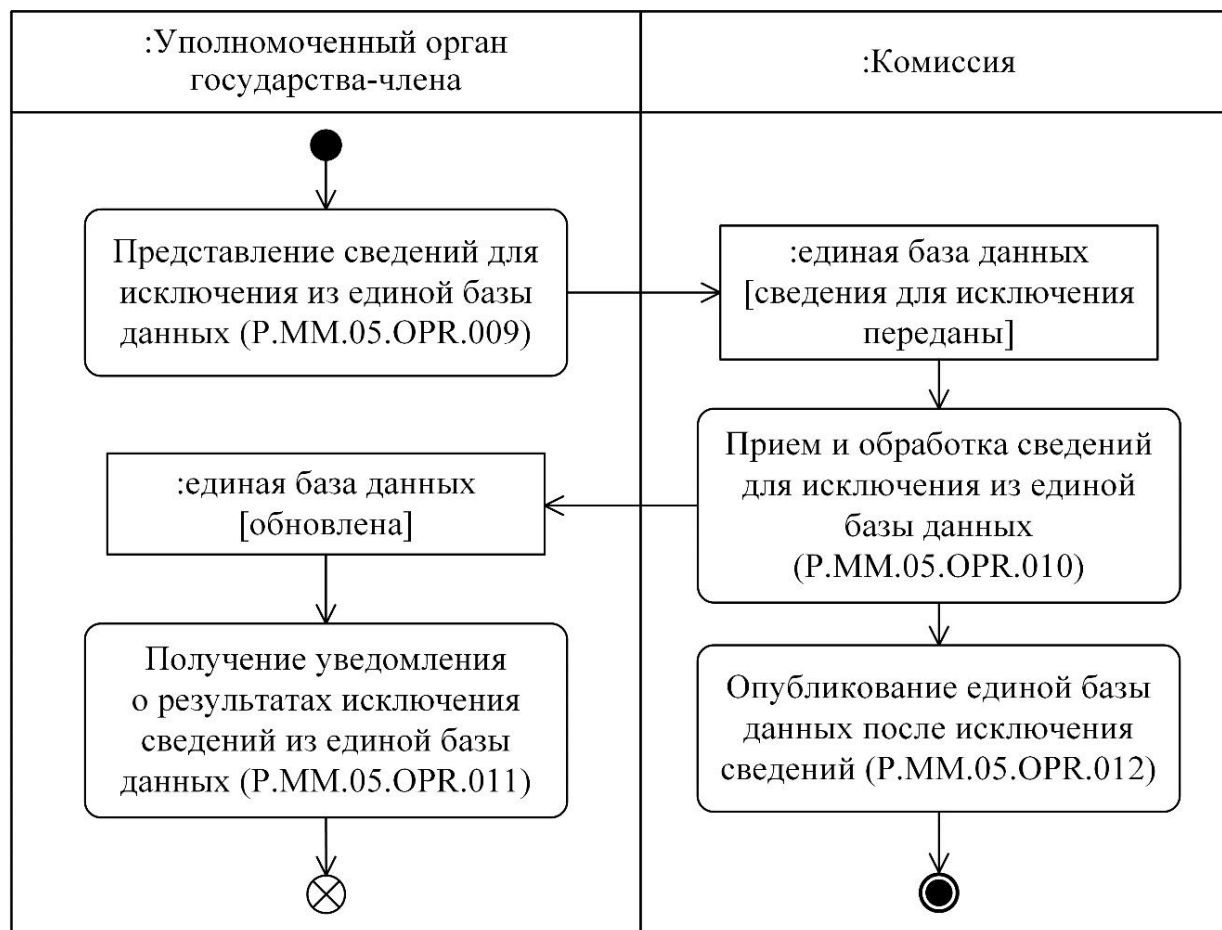 :Уполномоченный орган
государства-члена
:Комиссия
Представление сведений для
исключения из единой базы
данных (P.MM.05.OPR.009)
:единая база данных
[сведения для исключения
переданы]
Прием и обработка сведений
для исключения из единой
базы данных
(P.MM.05.OPR.010)
:единая база данных
[обновлена]
Получение уведомления
о результатах исключения
сведений из единой базы
данных (P.MM.05.OPR.011)
Опубликование единой базы
данных после исключения
сведений (P.MM.05.OPR.012)